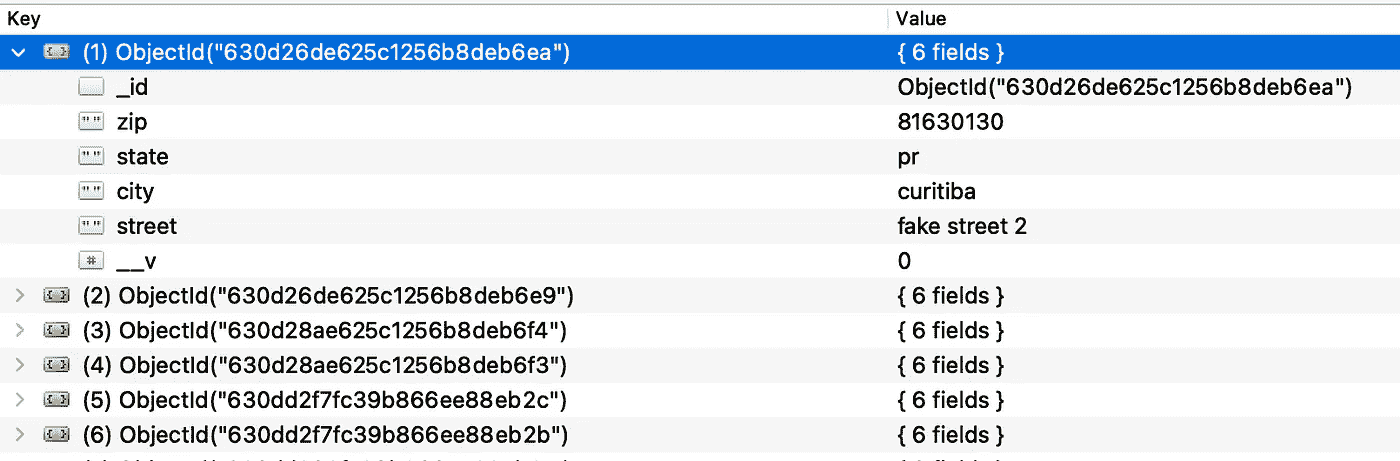 Key Value
(1) ObjectId("630d26de625c1256b8deb6ea") { 6 fields }
_id ObjectId("630d26de625c1256b8deb6ea")
"" zip 81630130
"" state pr
"" city curitiba
"" street fake street 2
# __v 0
(2) ObjectId("630d26de625c1256b8deb6e9") { 6 fields }
(3) ObjectId("630d28ae625c1256b8deb6f4") { 6 fields }
(4) ObjectId("630d28ae625c1256b8deb6f3") { 6 fields }
(5) ObjectId("630dd2f7fc39b866ee88eb2c") { 6 fields }
(6) ObjectId("630dd2f7fc39b866ee88eb2b") { 6 fields }